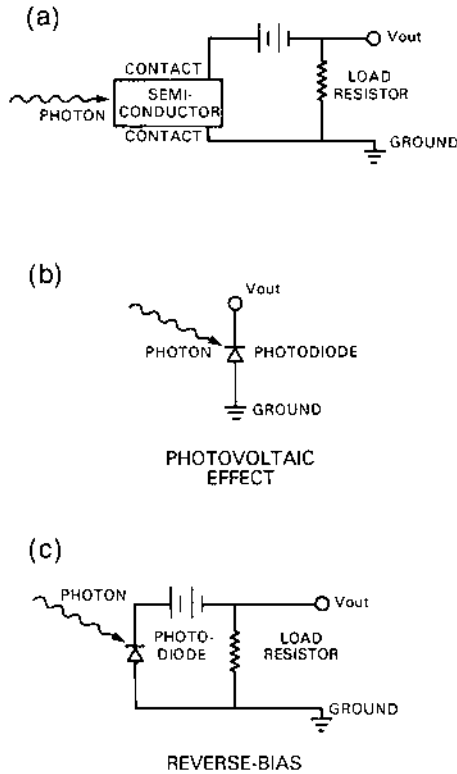 (a)
Vout
CONTACT
LOAD
RESISTOR
SEMI-
CONDUCTOR
PHOTON
CONTACT
GROUND
(b)
Vout
PHOTON
PHOTODIODE
GROUND
PHOTOVOLTAIC
EFFECT
(c)
PHOTON
Vout
PHOTO-
DIODE
LOAD
RESISTOR
GROUND
REVERSE-BIAS